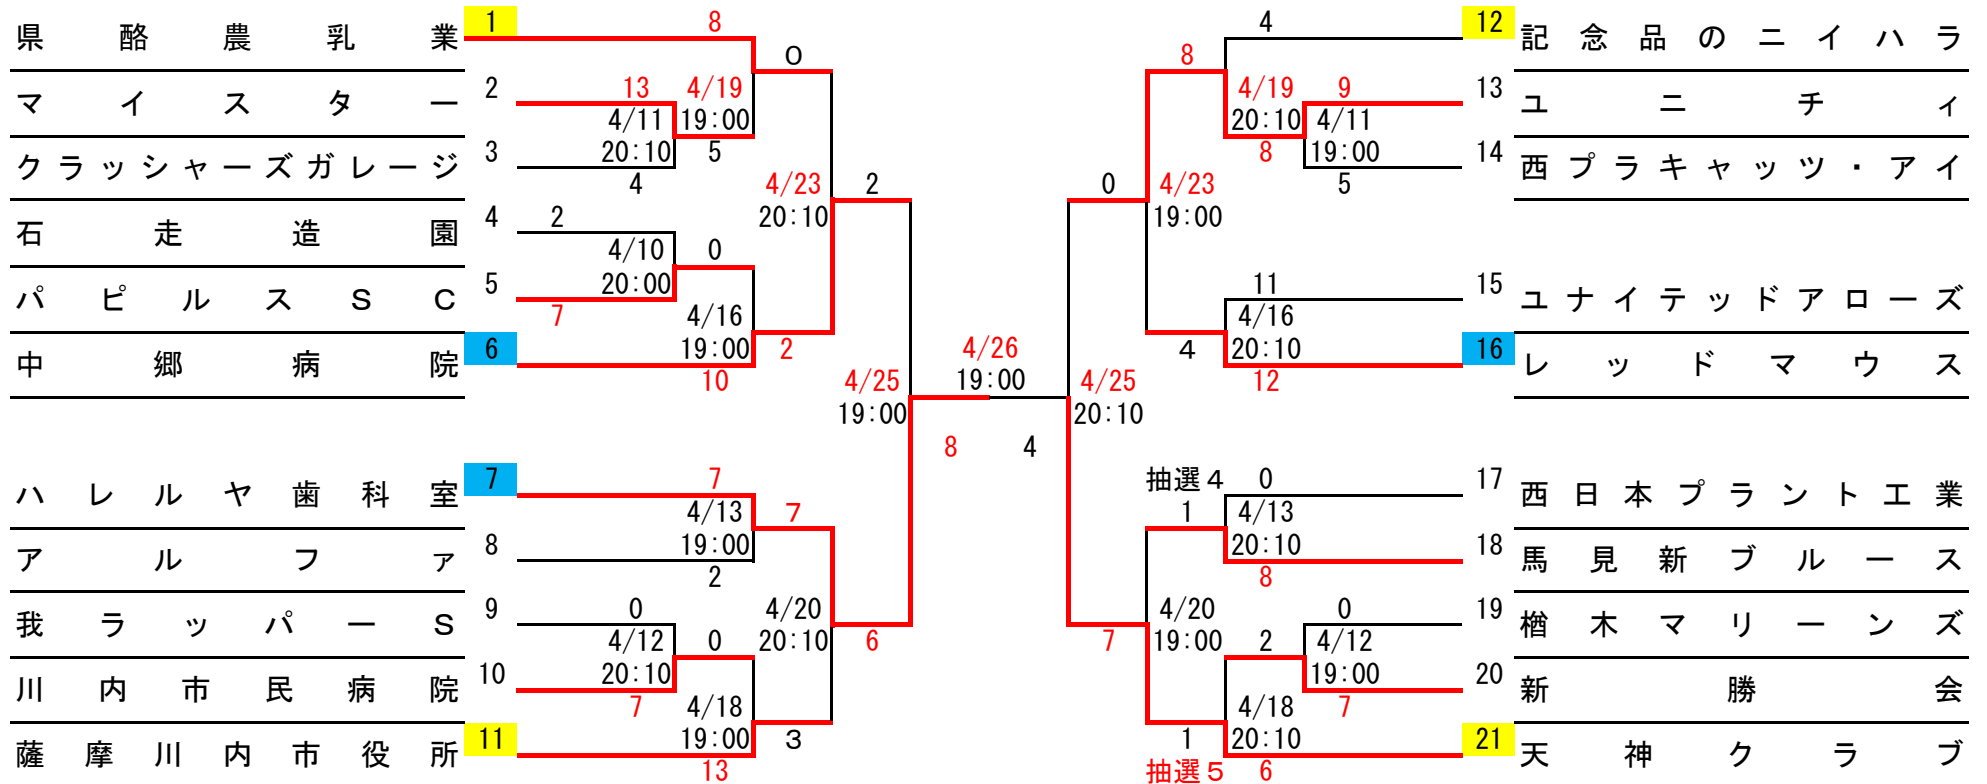 1 8 4 12
県酪農乳業 0 8 記念品のニイハラ
2 13 4/19 4/19 9 13
マイスター 4/11 19:00 20:10 4/11 ユニチィ
3 20:10 5 8 19:00 14
クラッシャーズガレージ 4 4/23 2 0 4/23 5 西プラキャッツ・アイ
4 2 20:10 19:00
石走造園 4/10 0
5 20:00 11 15
パピルスSC 7 4/16 4/16 ユナイテッドアローズ
6 19:00 2 4/26 4 20:10 16
中郷病院 10 4/25 19:00 4/25 12 レッドマウス
19:00 20:10
8 4
7 7 抽選4 0 17
ハレルヤ歯科室 4/13 7 1 4/13 西日本プラント工業
8 19:00 20:10 18
アルファ 2 8 馬見新ブルース
9 0 4/20 4/20 0 19
我ラッパーS 4/12 0 20:10 6 7 19:00 2 4/12 楢木マリーンズ
10 20:10 19:00 20
川内市民病院 7 4/18 4/18 7 新勝会
11 19:00 3 1 20:10 21
薩摩川内市役所 13 抽選5 6 天神クラブ